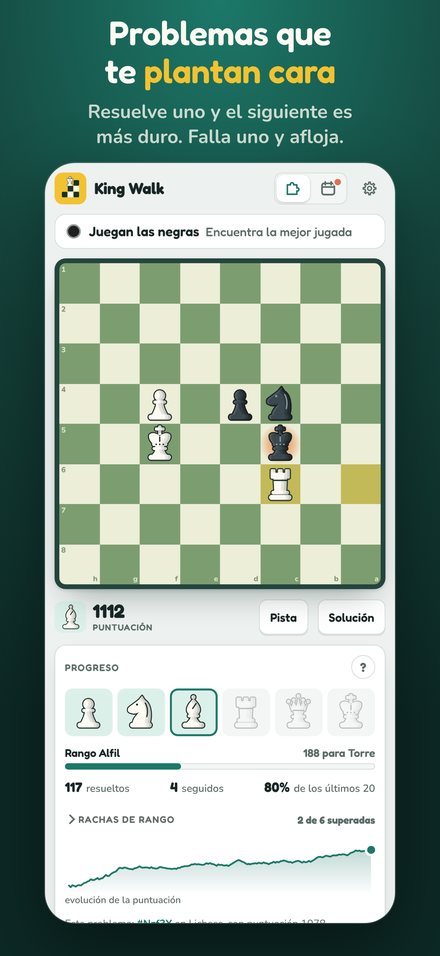 Problemas que
te plantan cara
Resuelve uno y el siguiente es
más duro. Falla uno y afloja.
King Walk
Juegan las negras Encuentra la mejor jugada
1
2
3
4
5
6
7
8
h g f e d c b a
1112
PUNTUACIÓN
Pista
Solución
PROGRESO
?
Rango Alfil
188 para Torre
117 resueltos
4 seguidos
80% de los últimos 20
RACHAS DE RANGO
2 de 6 superadas
evolución de la puntuación